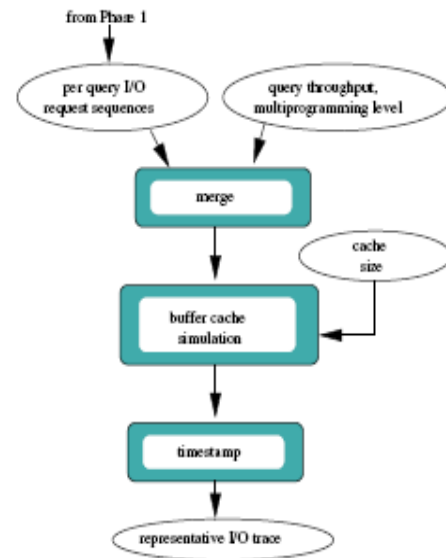 from Phase 1
per query I/O
request sequences
query throughput,
multiprogramming level
merge
cache
size
buffer cache
simulation
timestamp
representative I/O trace